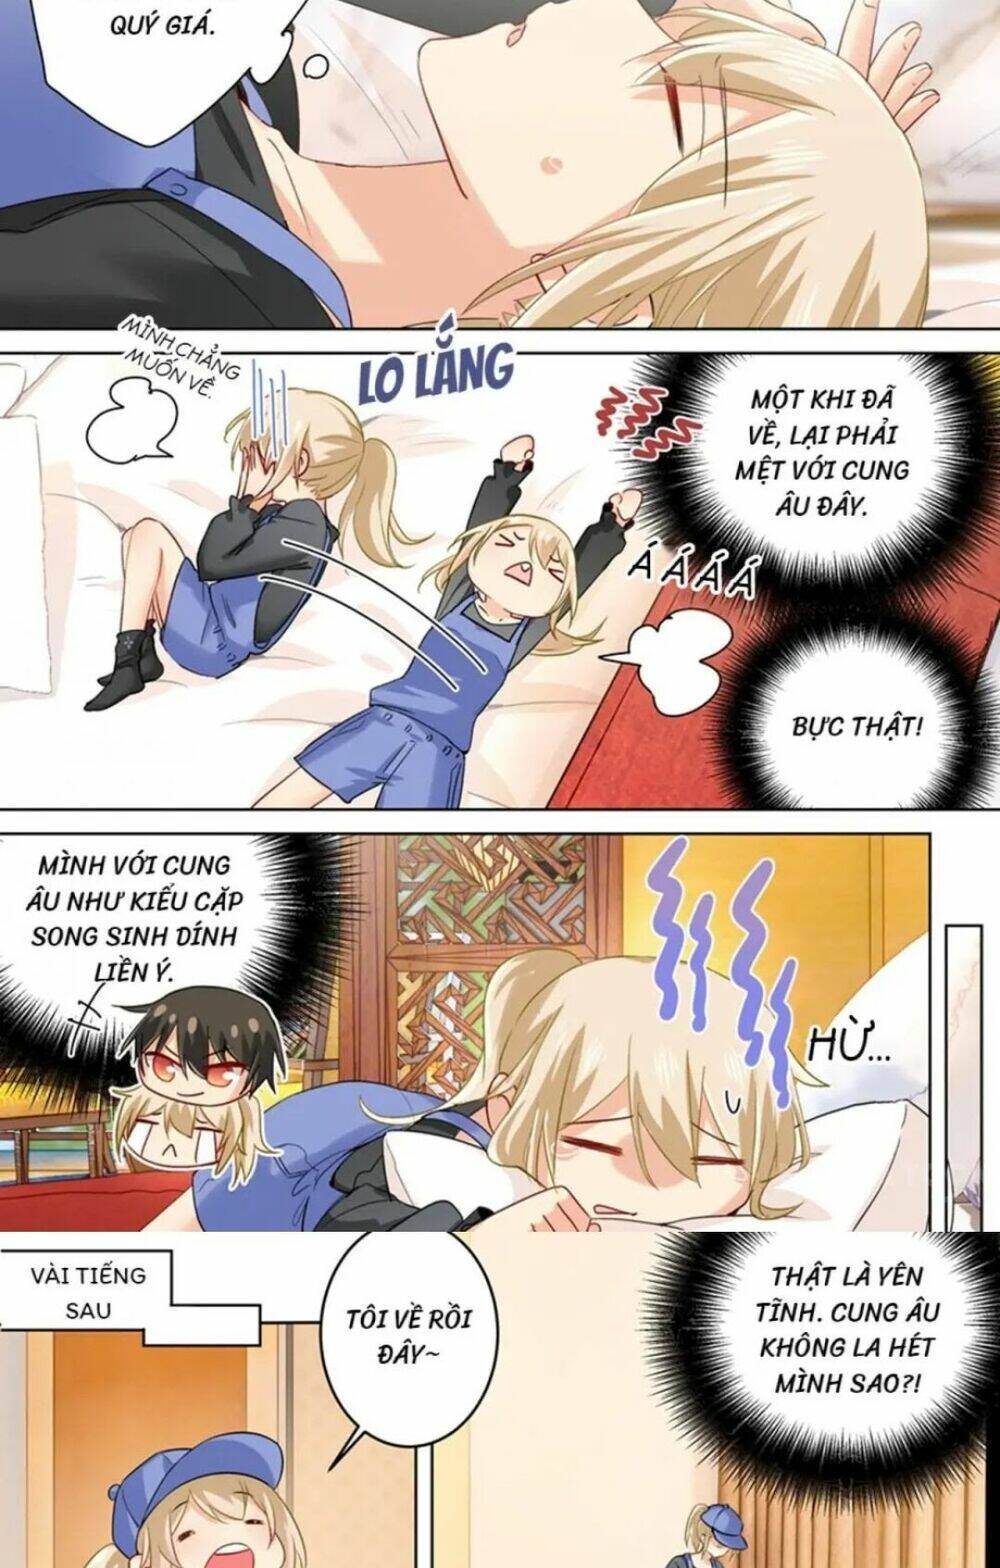 QUÝ GIÁ.
MÌNH CHẲNG
MUỐN VỀ.
LO LẮNG
MỘT KHI ĐÃ
VỀ, LẠI PHẢI
MỆT VỚI CUNG
ÂU ĐÂY.
Á Á Á Á Á
BỰC THẬT!
MÌNH VỚI CUNG
ÂU NHƯ KIỂU CẶP
SONG SINH DÍNH
LIỀN Ý.
HỪ...
VÀI TIẾNG
SAU
TÔI VỀ RỒI
ĐÂY~
THẬT LÀ YÊN
TĨNH. CUNG ÂU
KHÔNG LA HÉT
MÌNH SAO?!